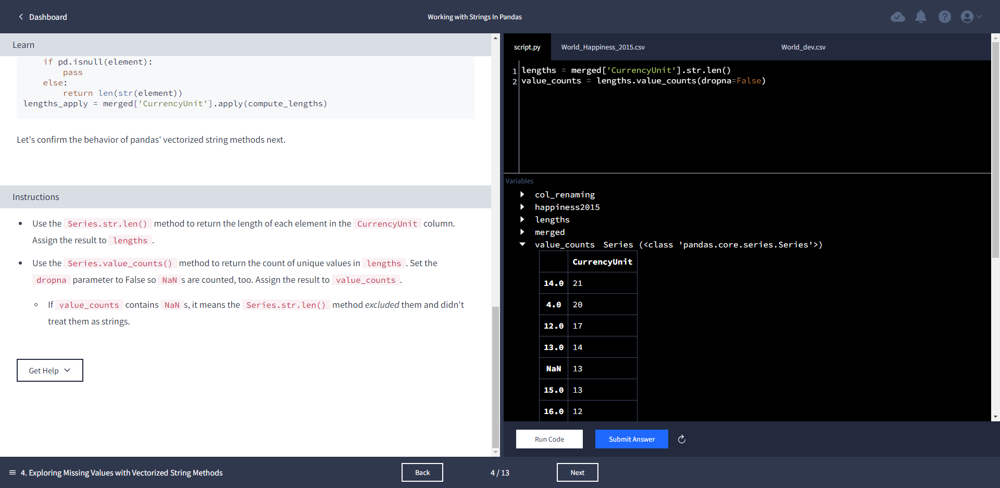 Dashboard
Working with Strings In Pandas
Learn
if pd.isnull(element):
pass
else:
return len(str(element))
lengths_apply = merged['CurrencyUnit'].apply(compute_lengths)
Let's confirm the behavior of pandas' vectorized string methods next.
Instructions
Use the Series.str.len() method to return the length of each element in the CurrencyUnit column.
Assign the result to lengths .
Use the Series.value_counts() method to return the count of unique values in lengths . Set the
dropna parameter to False so NaN s are counted, too. Assign the result to value_counts .
If value_counts contains NaN s, it means the Series.str.len() method excluded them and didn't
treat them as strings.
Get Help
script.py World_Happiness_2015.csv World_dev.csv
1 lengths = merged['CurrencyUnit'].str.len()
2 value_counts = lengths.value_counts(dropna=False)
Variables
col_renaming
happiness2015
lengths
merged
value_counts Series (<class 'pandas.core.series.Series'>)
CurrencyUnit
14.0 21
4.0 20
12.0 17
13.0 14
NaN 13
15.0 13
16.0 12
Run Code Submit Answer
4. Exploring Missing Values with Vectorized String Methods
Back 4 / 13 Next